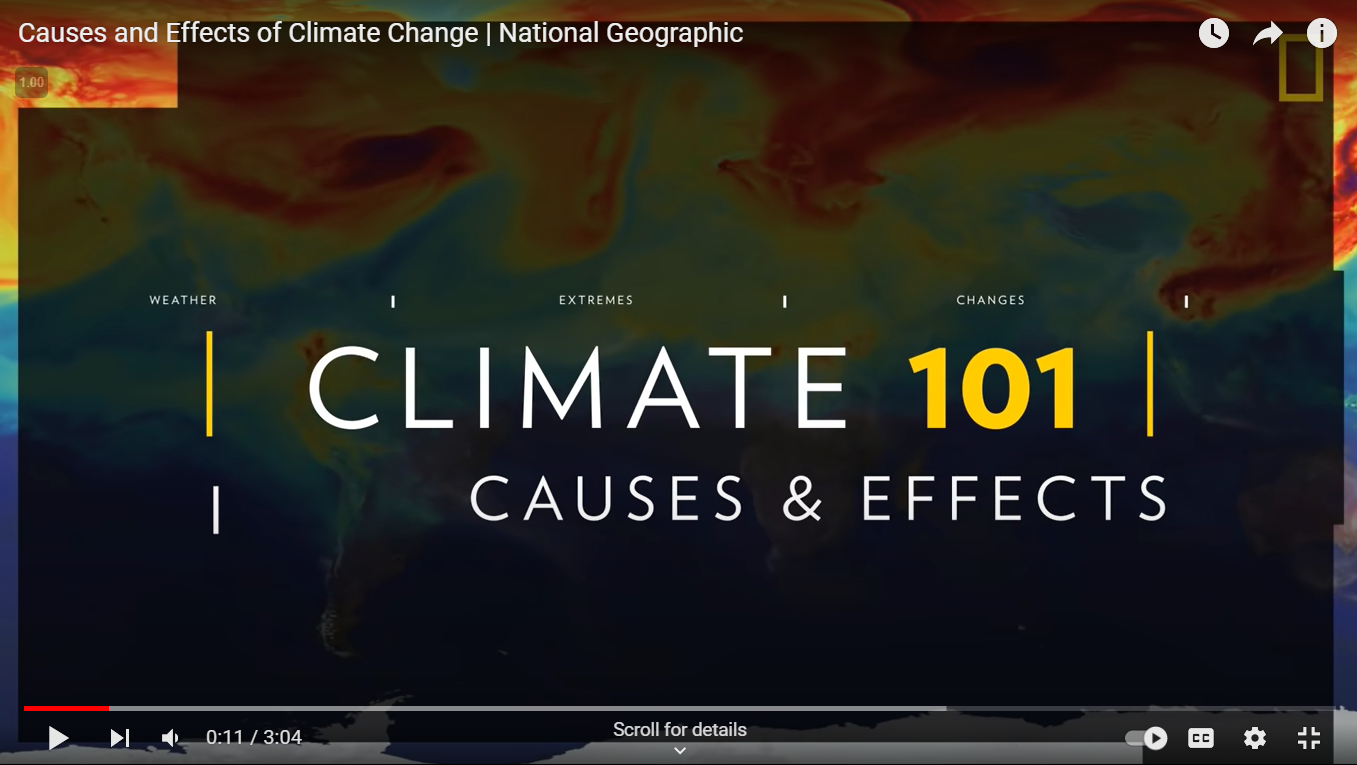 Causes and Effects of Climate Change | National Geographic
1.00
WEATHER EXTREMES CHANGES
CLIMATE 101
CAUSES & EFFECTS
Scroll for details
0:11 / 3:04
CC